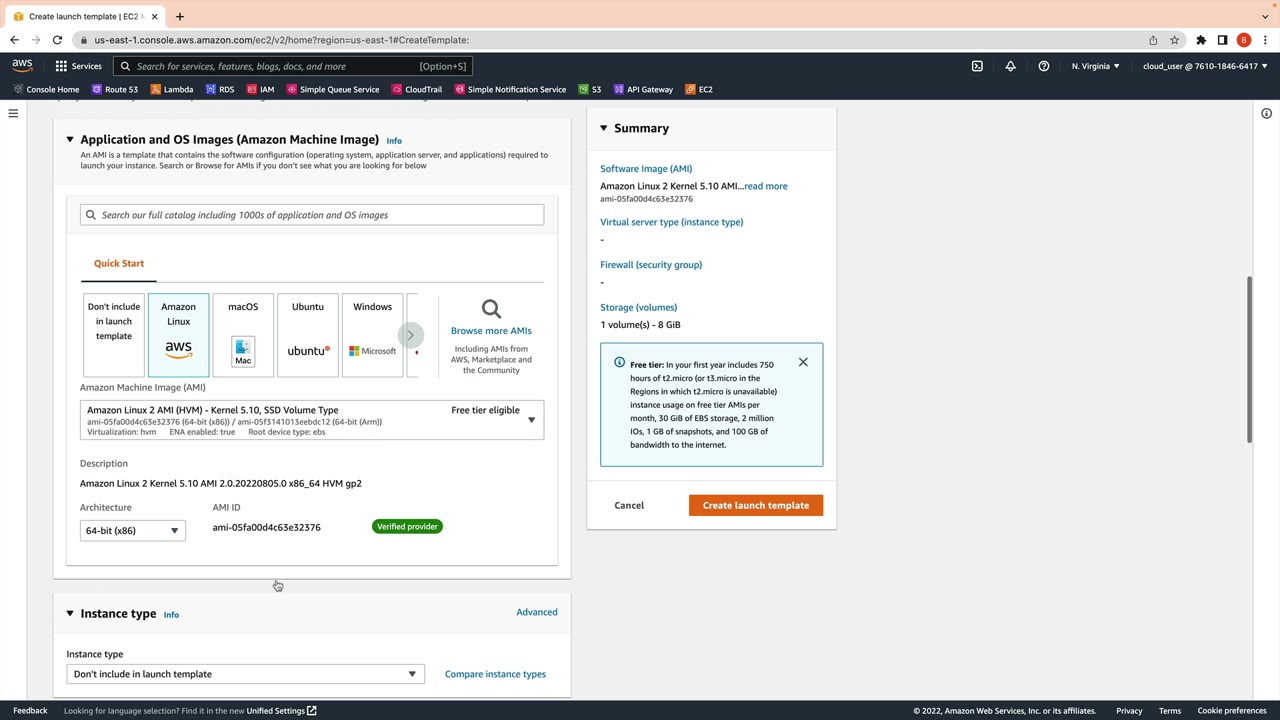 Create launch template | EC2 M
us-east-1.console.aws.amazon.com/ec2/v2/home?region=us-east-1#CreateTemplate:
B
aws
Services
Search for services, features, blogs, docs, and more
[Option+S]
N. Virginia
cloud_user @ 7610-1846-6417
Console Home
Route 53
Lambda
RDS
IAM
Simple Queue Service
CloudTrail
Simple Notification Service
S3
API Gateway
EC2
Application and OS Images (Amazon Machine Image) Info
An AMI is a template that contains the software configuration (operating system, application server, and applications) required to
launch your instance. Search or Browse for AMIs if you don't see what you are looking for below
Search our full catalog including 1000s of application and OS images
Quick Start
Don't include
in launch
template
Amazon
Linux
aws
macOS
Mac
Ubuntu
ubuntu
Windows
Microsoft
Browse more AMIs
Including AMIs from
AWS, Marketplace and
the Community
Amazon Machine Image (AMI)
Amazon Linux 2 AMI (HVM) - Kernel 5.10, SSD Volume Type
Free tier eligible
ami-05fa00d4c63e32376 (64-bit (x86)) / ami-05f3141013eebdc12 (64-bit (Arm))
Virtualization: hvm ENA enabled: true Root device type: ebs
Description
Amazon Linux 2 Kernel 5.10 AMI 2.0.20220805.0 x86_64 HVM gp2
Architecture
AMI ID
64-bit (x86)
ami-05fa00d4c63e32376
Verified provider
Instance type Info
Advanced
Instance type
Don't include in launch template
Compare instance types
Summary
Software Image (AMI)
Amazon Linux 2 Kernel 5.10 AMI...read more
ami-05fa00d4c63e32376
Virtual server type (instance type)
-
Firewall (security group)
-
Storage (volumes)
1 volume(s) - 8 GiB
Free tier: In your first year includes 750
hours of t2.micro (or t3.micro in the
Regions in which t2.micro is unavailable)
instance usage on free tier AMIs per
month, 30 GiB of EBS storage, 2 million
IOs, 1 GB of snapshots, and 100 GB of
bandwidth to the internet.
Cancel
Create launch template
Feedback
Looking for language selection? Find it in the new Unified Settings
© 2022, Amazon Web Services, Inc. or its affiliates.
Privacy
Terms
Cookie preferences